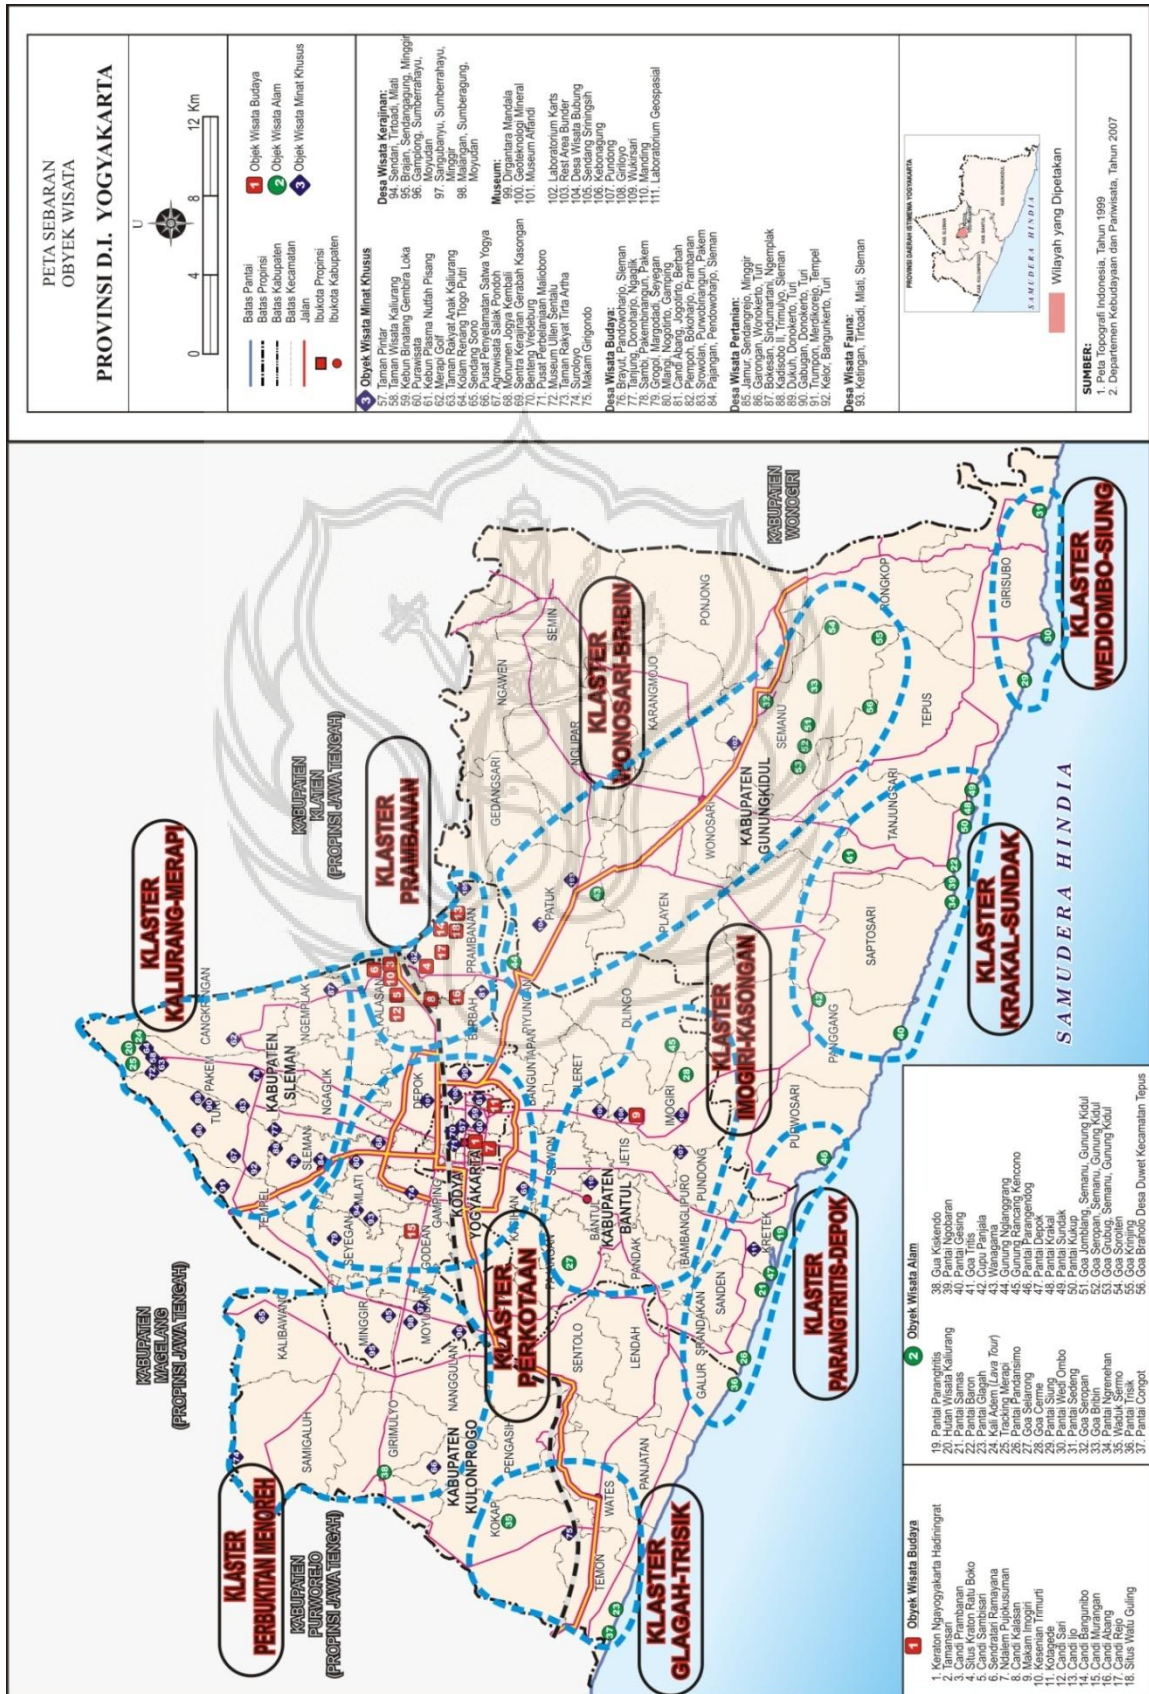 PETA SEBARAN
OBYEK WISATA
PROVINSI D.I. YOGYAKARTA
U
0 4 8 12 Km
Batas Pantai
Batas Propinsi
Batas Kabupaten
Batas Kecamatan
Jalan
Ibukota Propinsi
Ibukota Kabupaten
1 Objek Wisata Budaya
2 Objek Wisata Alam
3 Objek Wisata Minat Khusus
3 Obyek Wisata Minat Khusus
57. Taman Pintar
58. Taman Wisata Kaliurang
59. Kebun Binatang Gembira Loka
60. Purawisata
61. Kebun Plasma Nutfah Pisang
62. Merapi Golf
63. Taman Rakyat Anak Kaliurang
64. Kolam Renang Tlogo Putri
65. Sendang Sono
66. Pusat Penyelamatan Satwa Yogya
67. Agrowisata Salak Pondoh
68. Monumen Jogya Kembali
69. Sentra Kerajinan Gerabah Kasongan
70. Benteng Vredeburg
71. Pusat Perbelanjaan Malioboro
72. Museum Ullen Sentalu
73. Taman Rakyat Tirta Artha
74. Suroloyo
75. Makam Girigondo
Desa Wisata Budaya:
76. Brayut, Pandowoharjo, Sleman
77. Tanjung, Donoharjo, Ngaglik
78. Sambi, Pakembinangun, Pakem
79. Grogol, Margodadi, Seyegan
80. Mlangi, Nogotirto, Gamping
81. Candi Abang, Jogotirto, Berbah
82. Plempoh, Bokoharjo, Prambanan
83. Srowolan, Purwobinangun, Pakem
84. Pajangan, Pendowoharjo, Sleman
Desa Wisata Pertanian:
85. Jamur, Sendangrejo, Minggir
86. Garongan, Wonokerto, Turi
87. Bokesan, Sindumartani, Ngemplak
88. Kadisobo II, Trimulyo, Sleman
89. Dukuh, Donokerto, Turi
90. Gabugan, Donokerto, Turi
91. Trumpon, Merdikorejo, Tempel
92. Kelor, Bangunkerto, Turi
Desa Wisata Fauna:
93. Ketingan, Tirtoadi, Mlati, Sleman
Desa Wisata Kerajinan:
94. Sendari, Tirtoadi, Mlati
95. Brajan, Sendangagung, Minggir
96. Gamplong, Sumberrahayu,
Moyudan
97. Sangubanyu, Sumberrahayu,
Minggir
98. Malangan, Sumberagung,
Moyudan
Museum:
99. Dirgantara Mandala
100. Geoteknologi Mineral
101. Museum Affandi
102. Laboratorium Karts
103. Rest Area Bunder
104. Desa Wisata Bubung
105. Sendang Sriningsih
106. Kebonagung
107. Pundong
108. Giriloyo
109. Wukirsari
110. Manding
111. Laboratorium Geospasial
PROVINSI DAERAH ISTIMEWA YOGYAKARTA
KAB. SLEMAN
KAB. BANTUL
KAB. GUNUNGKIDUL
SAMUDERA HINDIA
Wilayah yang Dipetakan
SUMBER:
1. Peta Topografi Indonesia, Tahun 1999
2. Departemen Kebudayaan dan Pariwisata, Tahun 2007
KLASTER
KALIURANG-MERAPI
KABUPATEN
MAGELANG
(PROPINSI JAWA TENGAH)
KABUPATEN
KLATEN
(PROPINSI JAWA TENGAH)
KLASTER
PERBUKITAN MENOREH
KABUPATEN
PURWOREJO
(PROPINSI JAWA TENGAH)
KLASTER
PRAMBANAN
KLASTER
WONOSARI-BRIBIN
KABUPATEN
WONOGIRI
KLASTER
PERKOTAAN
KLASTER
GLAGAH-TRISIK
KLASTER
IMOGIRI-KASONGAN
KLASTER
PARANGTRITIS-DEPOK
KLASTER
KRAKAL-SUNDAK
KLASTER
WEDIOMBO-SIUNG
SAMUDERA HINDIA
CANGKRINGAN
PAKEM
TURI
TEMPEL
KABUPATEN
SLEMAN
NGEMPLAK
NGAGLIK
SLEMAN
MLATI
SEYEGAN
DEPOK
KALASAN
PRAMBANAN
BERBAH
GAMPING
GODEAN
MINGGIR
MOYUDAN
KODYA
YOGYAKARTA
KALIBAWANG
SAMIGALUH
GIRIMULYO
NANGGULAN
KABUPATEN
KULONPROGO
PENGASIH
KOKAP
SENTOLO
LENDAH
WATES
TEMON
PANJATAN
GALUR
SRANDAKAN
SANDEN
KASIHAN
SEWON
BANGUNTAPAN
PIYUNGAN
PLERET
DLINGO
IMOGIRI
JETIS
BANTUL
KABUPATEN
BANTUL
PAJANGAN
PANDAK
BAMBANGLIPURO
PUNDONG
KRETEK
PURWOSARI
PANGGANG
SAPTOSARI
PLAYEN
PATUK
GEDANGSARI
NGLIPAR
NGAWEN
SEMIN
KARANGMOJO
PONJONG
WONOSARI
KABUPATEN
GUNUNGKIDUL
SEMANU
TANJUNGSARI
TEPUS
RONGKOP
GIRISUBO
1 Obyek Wisata Budaya
1. Keraton Ngayogyakarta Hadiningrat
2. Tamansari
3. Candi Prambanan
4. Situs Kraton Ratu Boko
5. Candi Sambisari
6. Sendratari Ramayana
7. Ndalem Pujokusuman
8. Candi Kalasan
9. Makam Imogiri
10. Kesenian Trimurti
11. Kotagede
12. Candi Sari
13. Candi Ijo
14. Candi Bangunibo
15. Candi Murangan
16. Candi Abang
17. Candi Rejo
18. Situs Watu Guling
2 Obyek Wisata Alam
19. Pantai Parangtritis
20. Hutan Wisata Kaliurang
21. Pantai Samas
22. Pantai Baron
23. Pantai Glagah
24. Kali Adem (Lava Tour)
25. Tracking Merapi
26. Pantai Pandansimo
27. Goa Selarong
28. Goa Cerme
29. Pantai Siung
30. Pantai Wedi Ombo
31. Pantai Sedeng
32. Goa Seropan
33. Goa Bribin
34. Pantai Ngrenehan
35. Waduk Sermo
36. Pantai Trisik
37. Pantai Congot
38. Gua Kiskendo
39. Pantai Ngobaran
40. Pantai Gesing
41. Goa Tritis
42. Cupu Panjala
43. Wanagama
44. Gunung Nglanggrang
45. Gunung Rancang Kencono
46. Pantai Parangendog
47. Pantai Depok
48. Pantai Krakal
49. Pantai Sundak
50. Pantai Kukup
51. Goa Jomblang, Semanu, Gunung Kidul
52. Goa Seropan, Semanu, Gunung Kidul
53. Goa Grubug, Semanu, Gunung Kidul
54. Goa Soroiten
55. Goa Krinjing
56. Goa Braholo Desa Duwet Kecamatan Tepus